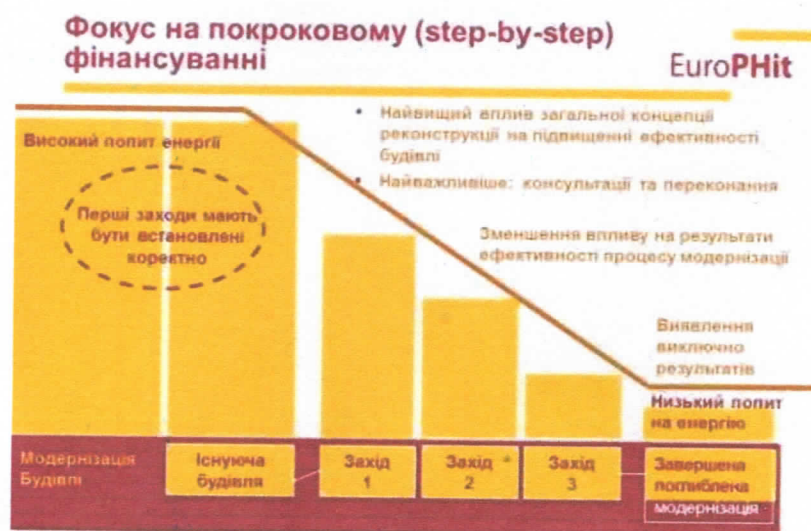 Фокус на покроковому (step-by-step)
фінансуванні
EuroPHit
Високий попит енергії
• Найвищий вплив загальної концепції
реконструкції на підвищенні ефективності
будівлі
• Найважливіше: консультації та переконання
Перші заходи мають
бути встановлені
коректно
Зменшення впливу на результати
ефективності процесу модернізації
Виявлення
виключно
результатів
Низький попит
на енергію
Модернізація
Будівлі
Існуюча
будівля
Захід
1
Захід
2
Захід
3
Завершена
поглиблена
модернізація